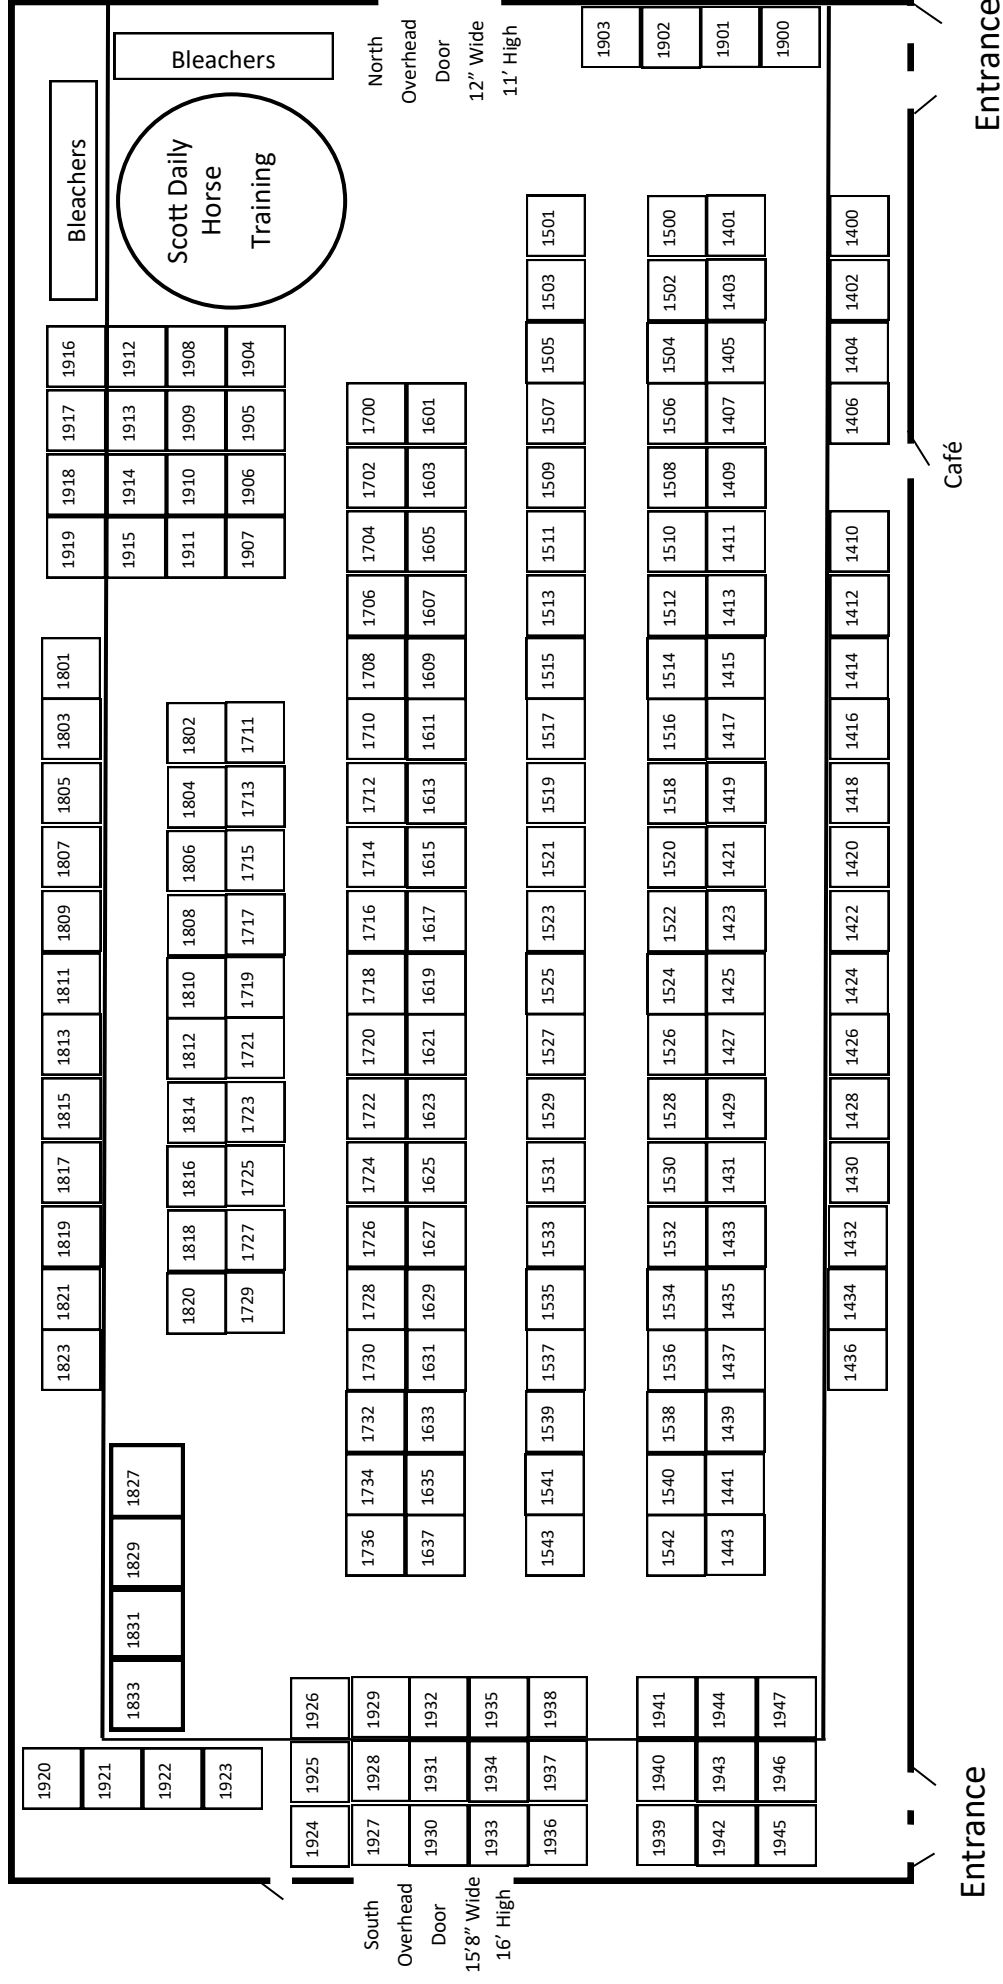 1920
1823 1821 1819 1817 1815 1813 1811 1809 1807 1805 1803 1801 1919 1918 1917 1916
Bleachers
1921
1833 1831 1829 1827 1915 1914 1913 1912
1922
1820 1818 1816 1814 1812 1810 1808 1806 1804 1802 1911 1910 1909 1908
1923
1729 1727 1725 1723 1721 1719 1717 1715 1713 1711 1907 1906 1905 1904
Scott Daily
Horse
Training
Bleachers
1924 1925 1926
1927 1928 1929
1736 1734 1732 1730 1728 1726 1724 1722 1720 1718 1716 1714 1712 1710 1708 1706 1704 1702 1700
1930 1931 1932
1637 1635 1633 1631 1629 1627 1625 1623 1621 1619 1617 1615 1613 1611 1609 1607 1605 1603 1601
1933 1934 1935
1936 1937 1938
1543 1541 1539 1537 1535 1533 1531 1529 1527 1525 1523 1521 1519 1517 1515 1513 1511 1509 1507 1505 1503 1501
South
Overhead
Door
15’8” Wide
16’ High
North
Overhead
Door
12” Wide
11’ High
1903
1902
1901
1900
1939 1940 1941
1542 1540 1538 1536 1534 1532 1530 1528 1526 1524 1522 1520 1518 1516 1514 1512 1510 1508 1506 1504 1502 1500
1942 1943 1944
1443 1441 1439 1437 1435 1433 1431 1429 1427 1425 1423 1421 1419 1417 1415 1413 1411 1409 1407 1405 1403 1401
1945 1946 1947
1436 1434 1432 1430 1428 1426 1424 1422 1420 1418 1416 1414 1412 1410 1406 1404 1402 1400
Café
Entrance
Entrance